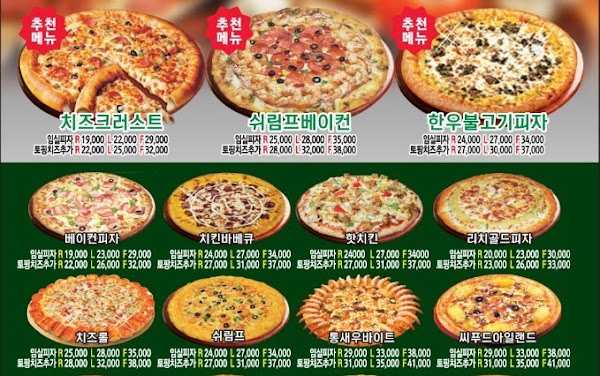 추천
메뉴
추천
메뉴
추천
메뉴
치즈크러스트
임실피자 R 19,000 L 22,000 F 29,000
토핑치즈추가 R 22,000 L 25,000 F 32,000
쉬림프베이컨
임실피자 R 25,000 L 28,000 F 35,000
토핑치즈추가 R 28,000 L 32,000 F 38,000
한우불고기피자
임실피자 R 24,000 L 27,000 F 34,000
토핑치즈추가 R 27,000 L 30,000 F 37,000
베이컨피자
임실피자 R 19,000 L 23,000 F 29,000
토핑치즈추가 R 22,000 L 26,000 F 32,000
치킨바베큐
임실피자 R 24,000 L 27,000 F 34,000
토핑치즈추가 R 27,000 L 31,000 F 37,000
핫치킨
임실피자 R 24000 L 27,000 F 34000
토핑치즈추가 R 27,000 L 31,000 F 37,000
리치골드피자
임실피자 R 20,000 L 23,000 F 30,000
토핑치즈추가 R 23,000 L 26,000 F 33,000
치즈롤
임실피자 R 25,000 L 28,000 F 35,000
토핑치즈추가 R 28,000 L 32,000 F 38,000
쉬림프
임실피자 R 24,000 L 27,000 F 34,000
토핑치즈추가 R 27,000 L 31,000 F 37,000
통새우바이트
임실피자 R 29,000 L 33,000 F 38,000
토핑치즈추가 R 31,000 L 35,000 F 41,000
씨푸드아일랜드
임실피자 R 29,000 L 33,000 F 38,000
토핑치즈추가 R 31,000 L 35,000 F 41,000